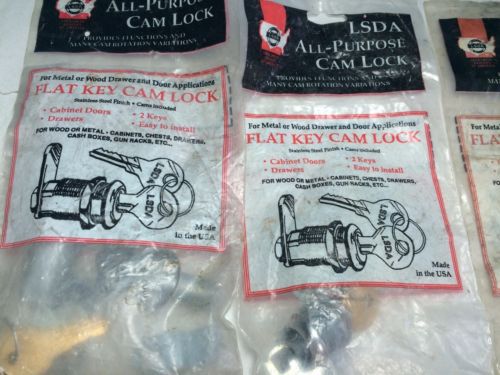 ALL-PURPOSE
CAM LOCK
PROVIDES FUNCTIONS AND
MANY CAM ROTATION VARIATIONS
For Metal or Wood Drawer and Door Applications
FLAT KEY CAM LOCK
Stainless Steel Finish • Cams included
• Cabinet Doors
• Drawers
• 2 Keys
• Easy to install
FOR WOOD OR METAL - CABINETS, CHESTS, DRAWERS,
CASH BOXES, GUN RACKS, ETC...
LSDA
Made
in the USA
LSDA
ALL-PURPOSE
CAM LOCK
PROVIDES FUNCTIONS AND
MANY CAM ROTATION VARIATIONS
For Metal or Wood Drawer and Door Applications
FLAT KEY CAM LOCK
Stainless Steel Finish • Cams included
• Cabinet Doors
• Drawers
• 2 Keys
• Easy to install
FOR WOOD OR METAL - CABINETS, CHESTS, DRAWERS,
CASH BOXES, GUN RACKS, ETC...
LSDA
LSDA
Made
in the USA